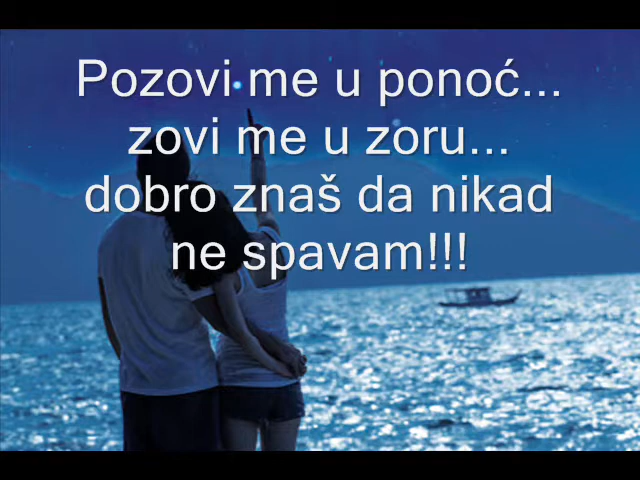 Pozovi me u ponoć...
zovi me u zoru...
dobro znaš da nikad
ne spavam!!!